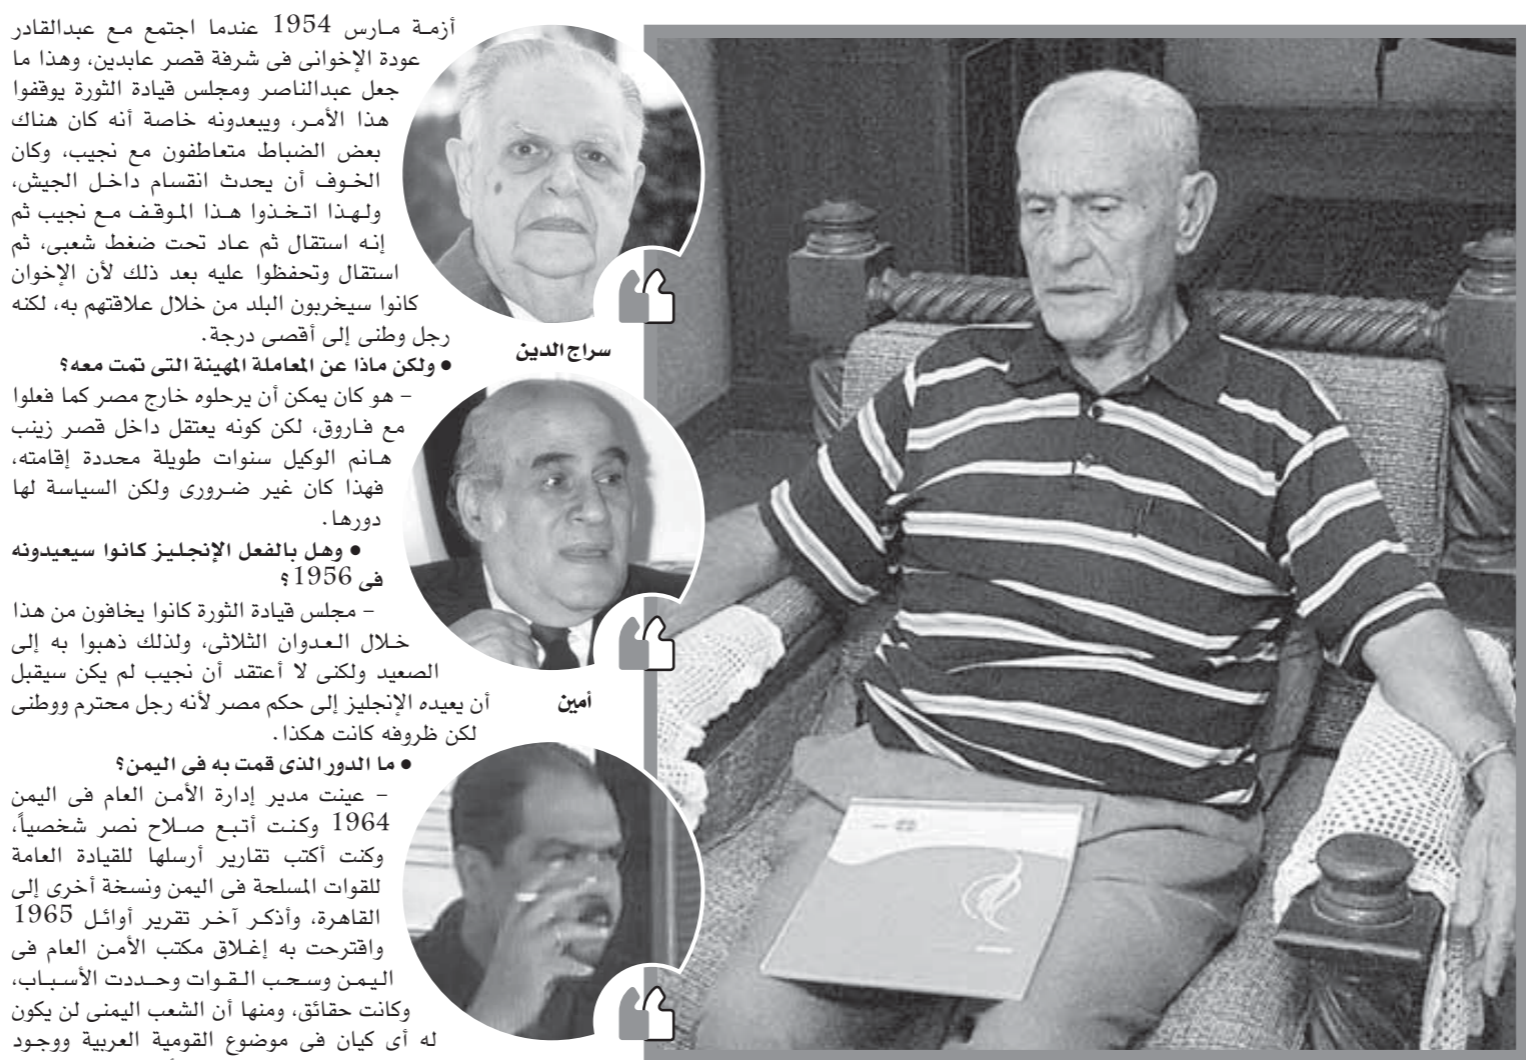 أزمة مارس 1954 عندما اجتمع مع عبدالقادر
عودة الإخوانى فى شرفة قصر عابدين، وهذا ما
جعل عبدالناصر ومجلس قيادة الثورة يوقفوا
هذا الأمر، ويبعدونه خاصة أنه كان هناك
بعض الضباط متعاطفون مع نجيب، وكان
الخوف أن يحدث انقسام داخل الجيش،
ولهذا اتخذوا هذا الموقف مع نجيب ثم
إنه استقال ثم عاد تحت ضغط شعبى، ثم
استقال وتحفظوا عليه بعد ذلك لأن الإخوان
كانوا سيخربون البلد من خلال علاقتهم به، لكنه
رجل وطنى إلى أقصى درجة.
● ولكن ماذا عن المعاملة المهينة التى تمت معه؟
– هو كان يمكن أن يرحلوه خارج مصر كما فعلوا
مع فاروق، لكن كونه يعتقل داخل قصر زينب
هانم الوكيل سنوات طويلة محددة إقامته،
فهذا كان غير ضرورى ولكن السياسة لها
دورها.
● وهل بالفعل الإنجليز كانوا سيعيدونه
فى 1956؟
– مجلس قيادة الثورة كانوا يخافون من هذا
خلال العدوان الثلاثى، ولذلك ذهبوا به إلى
الصعيد ولكنى لا أعتقد أن نجيب لم يكن سيقبل
أن يعيده الإنجليز إلى حكم مصر لأنه رجل محترم ووطنى
لكن ظروفه كانت هكذا.
● ما الدور الذى قمت به فى اليمن؟
– عينت مدير إدارة الأمن العام فى اليمن
1964 وكنت أتبع صلاح نصر شخصياً،
وكنت أكتب تقارير أرسلها للقيادة العامة
للقوات المسلحة فى اليمن ونسخة أخرى إلى
القاهرة، وأذكر آخر تقرير أوائل 1965
واقترحت به إغلاق مكتب الأمن العام فى
اليمن وسحب القوات وحددت الأسباب،
وكانت حقائق، ومنها أن الشعب اليمنى لن يكون
له أى كيان فى موضوع القومية العربية ووجود
سراج الدين
أمين